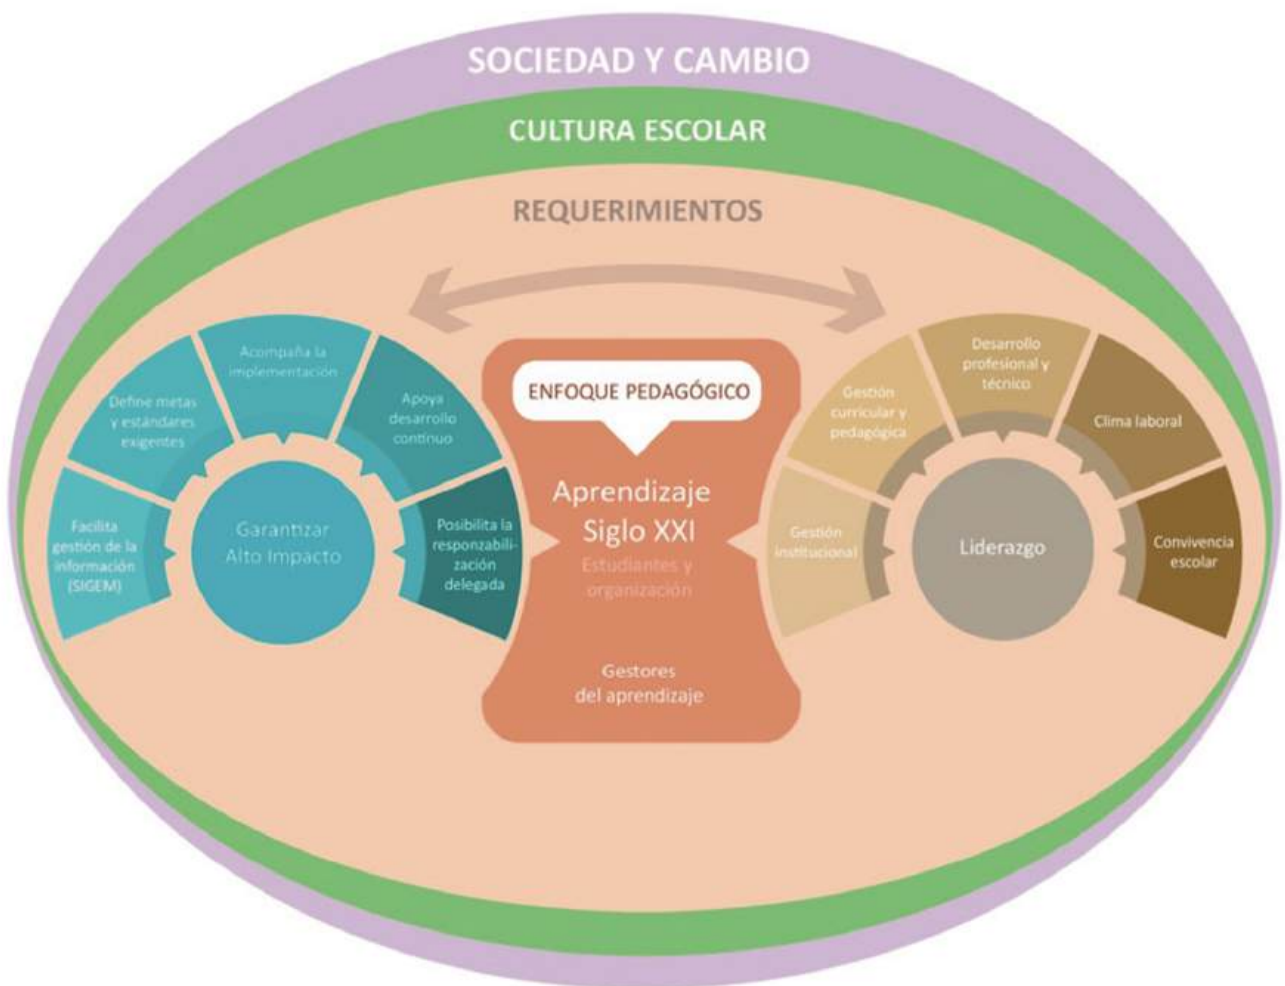 SOCIEDAD Y CAMBIO
CULTURA ESCOLAR
REQUERIMIENTOS
Facilita
gestión de la
información
(SIGEM)
Define metas
y estándares
exigentes
Acompaña la
implementación
Apoya
desarrollo
continuo
Posibilita la
responzabili-
zación
delegada
Garantizar
Alto Impacto
ENFOQUE PEDAGÓGICO
Aprendizaje
Siglo XXI
Estudiantes y
organización
Gestores
del aprendizaje
Gestión
institucional
Gestión
curricular y
pedagógica
Desarrollo
profesional y
técnico
Clima laboral
Convivencia
escolar
Liderazgo